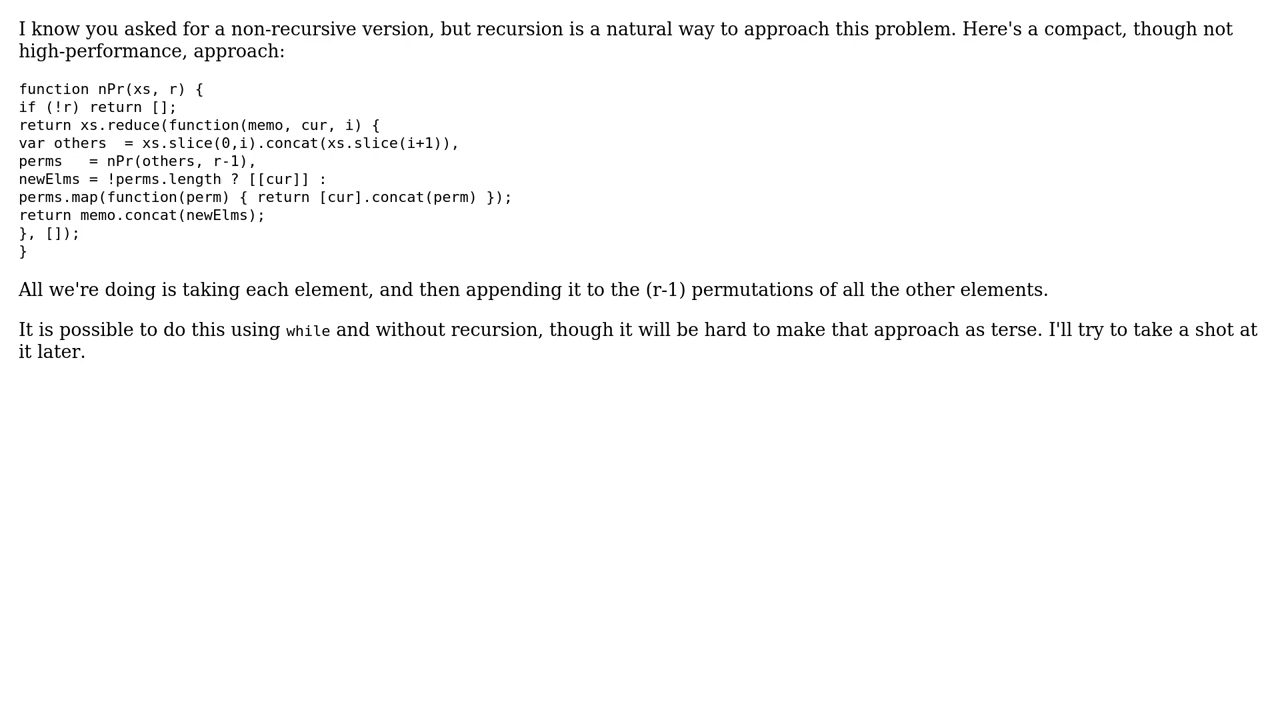 I know you asked for a non-recursive version, but recursion is a natural way to approach this problem. Here's a compact, though not
high-performance, approach:
function nPr(xs, r) {
if (!r) return [];
return xs.reduce(function(memo, cur, i) {
var others  = xs.slice(0,i).concat(xs.slice(i+1)),
perms   = nPr(others, r-1),
newElms = !perms.length ? [[cur]] :
perms.map(function(perm) { return [cur].concat(perm) });
return memo.concat(newElms);
}, []);
}
All we're doing is taking each element, and then appending it to the (r-1) permutations of all the other elements.
It is possible to do this using while and without recursion, though it will be hard to make that approach as terse. I'll try to take a shot at
it later.